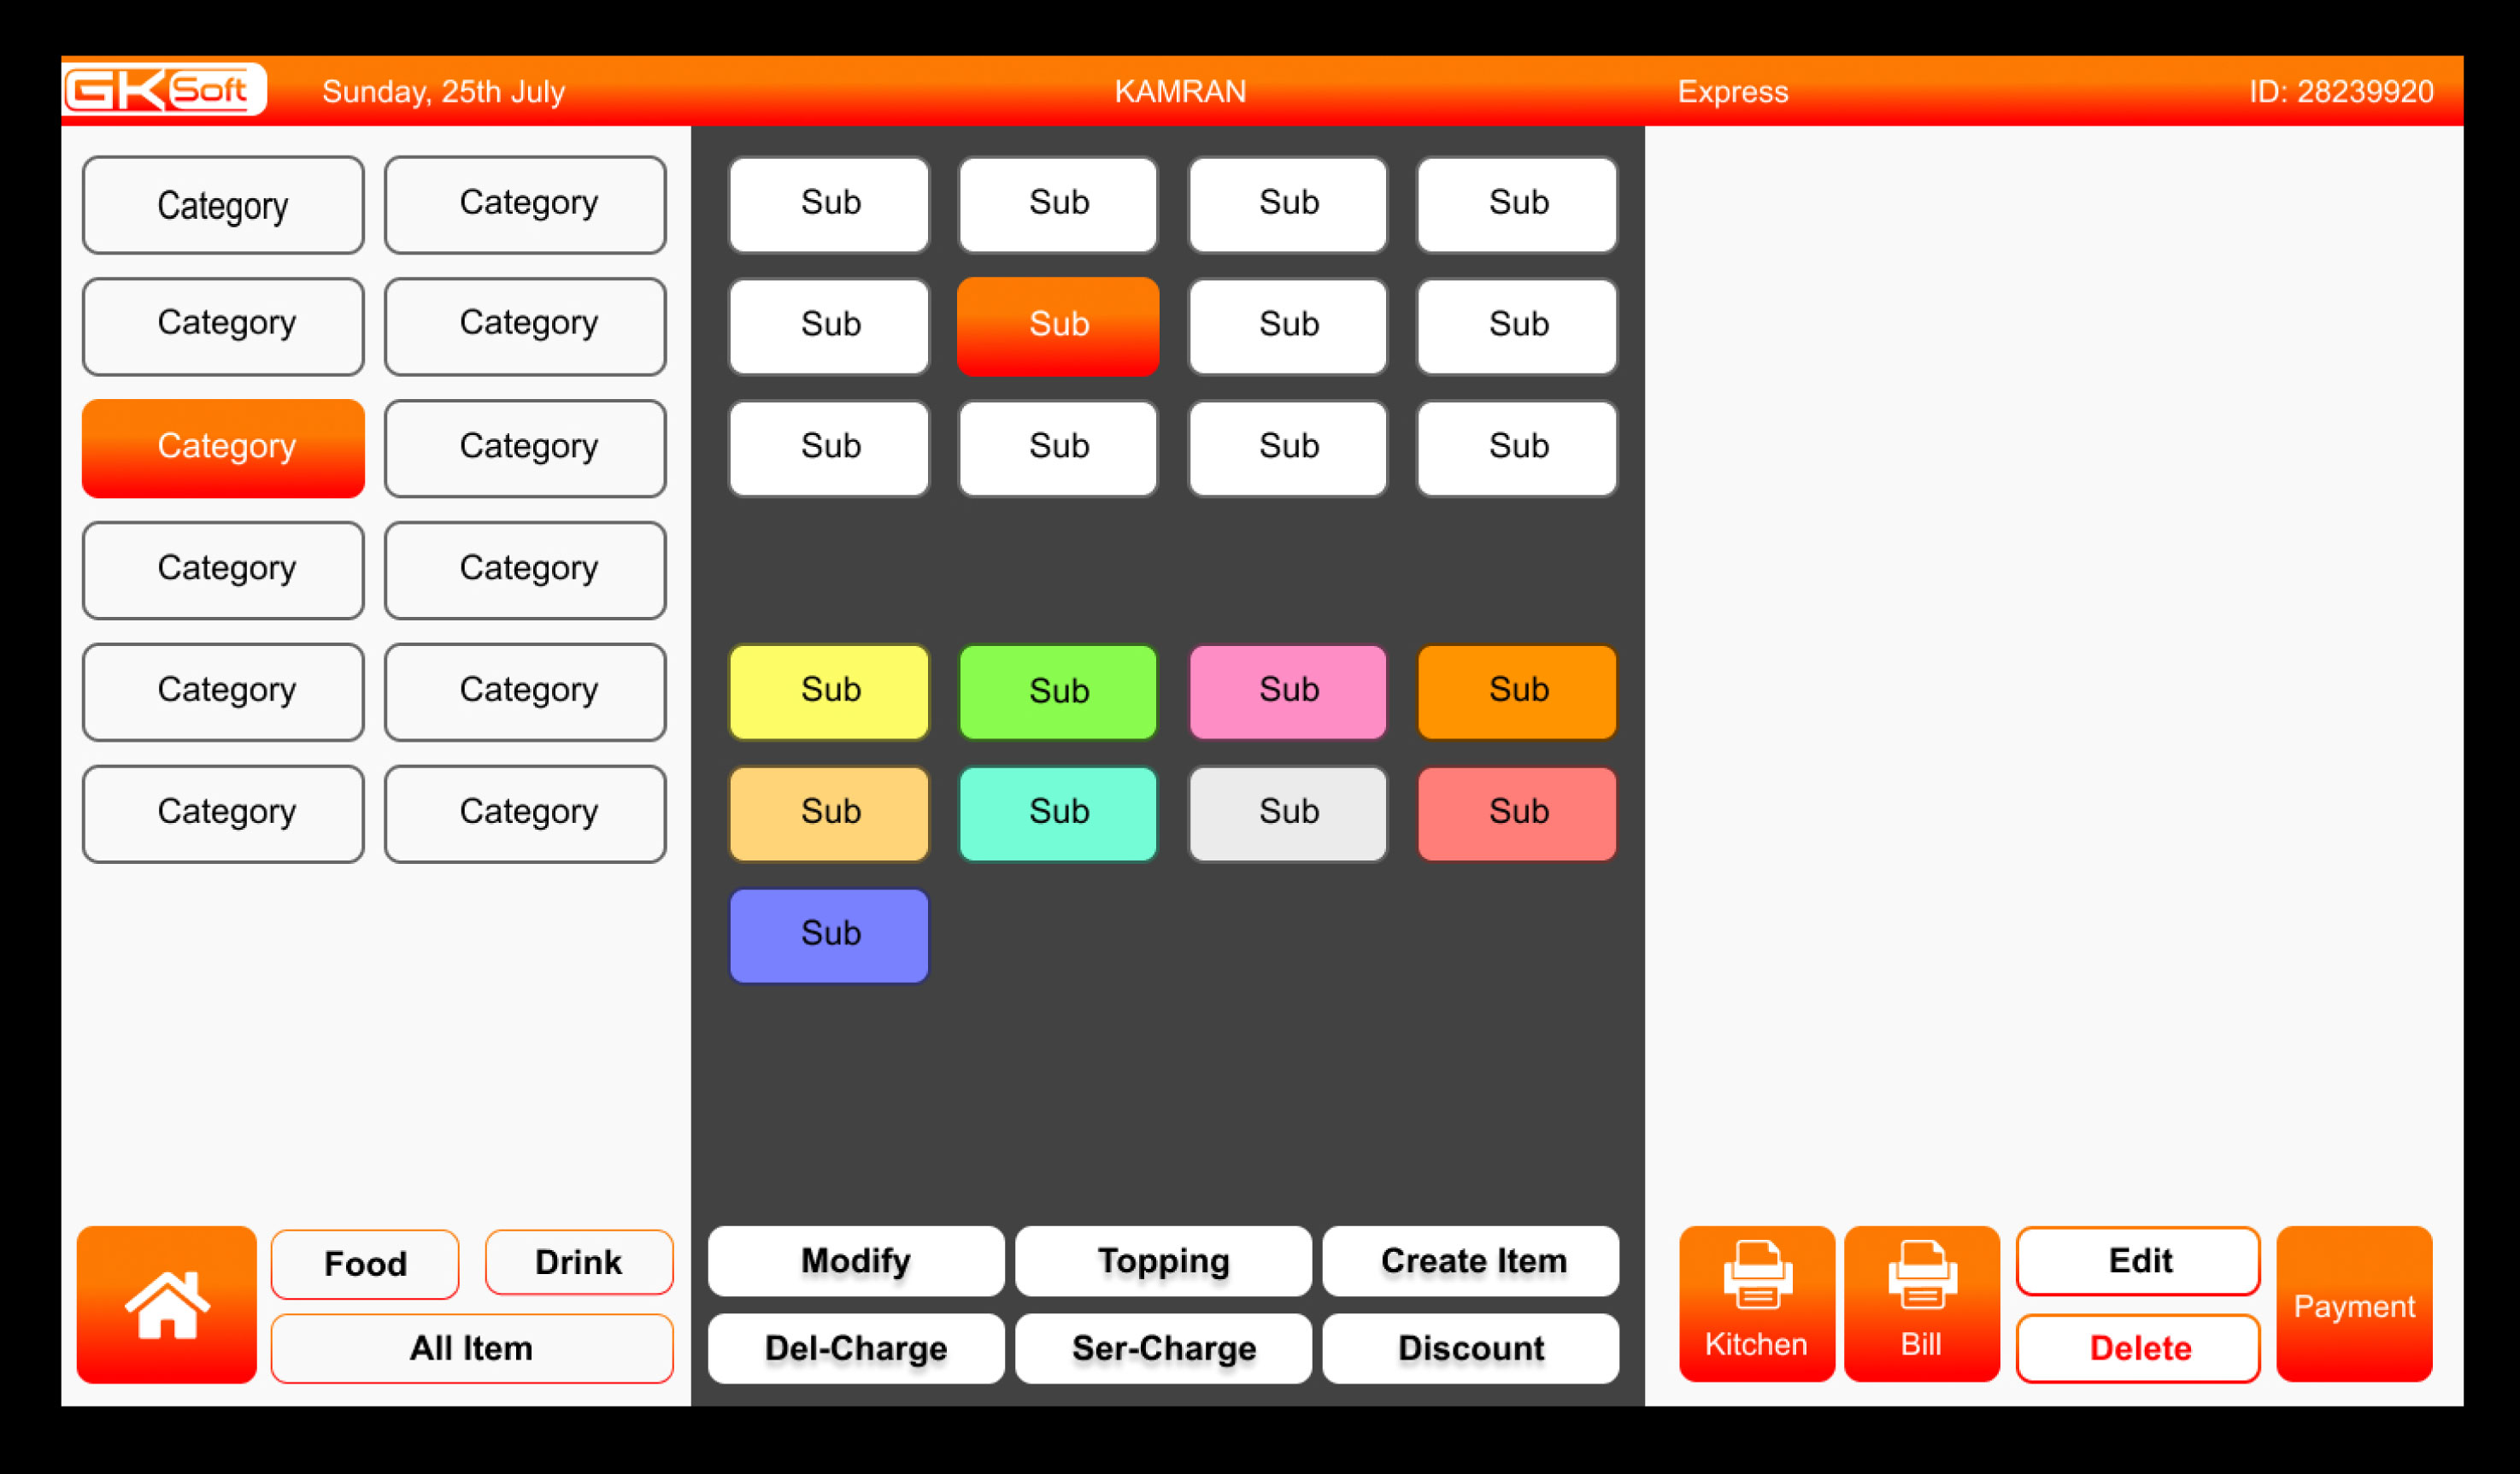 GK Soft Sunday, 25th July KAMRAN Express ID: 28239920
Category Category Sub Sub Sub Sub
Category Category Sub Sub Sub Sub
Category Category Sub Sub Sub Sub
Category Category
Category Category Sub Sub Sub Sub
Category Category Sub Sub Sub Sub
Sub
Food Drink Modify Topping Create Item Edit
Kitchen Bill Payment
All Item Del-Charge Ser-Charge Discount Delete